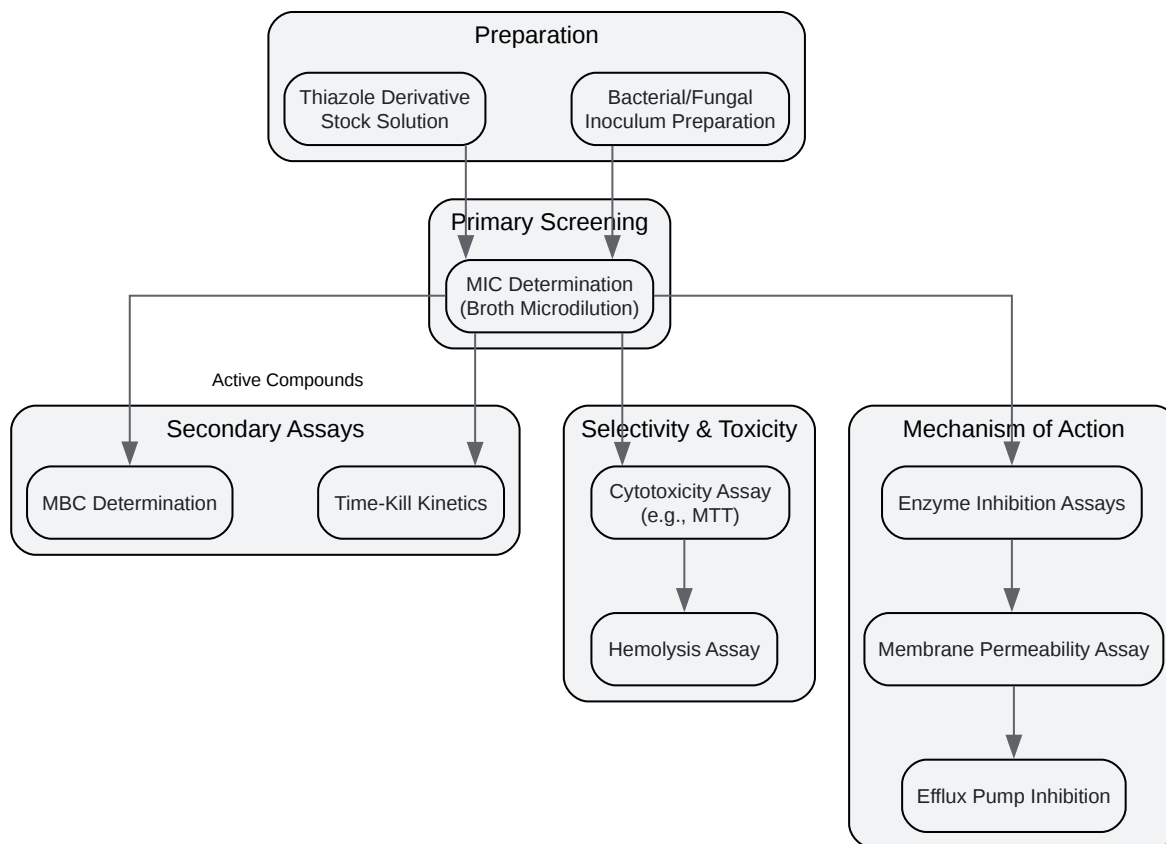 Preparation
Thiazole Derivative
Stock Solution
Bacterial/Fungal
Inoculum Preparation
Primary Screening
MIC Determination
(Broth Microdilution)
Active Compounds
Secondary Assays
MBC Determination
Time-Kill Kinetics
Selectivity & Toxicity
Cytotoxicity Assay
(e.g., MTT)
Hemolysis Assay
Mechanism of Action
Enzyme Inhibition Assays
Membrane Permeability Assay
Efflux Pump Inhibition